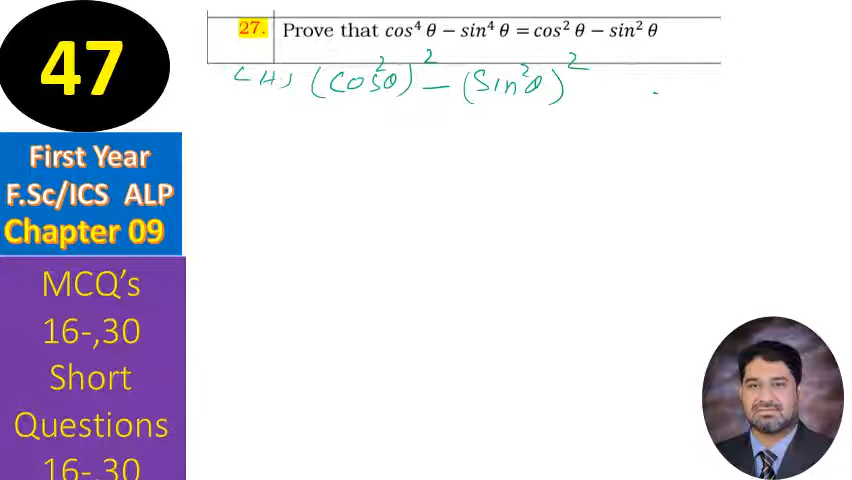 47
First Year
F.Sc/ICS ALP
Chapter 09
MCQ's
16-,30
Short
Questions
16-30
27. Prove that cos⁴ θ − sin⁴ θ = cos² θ − sin² θ
LHS (Cos²θ)² − (Sin²θ)²